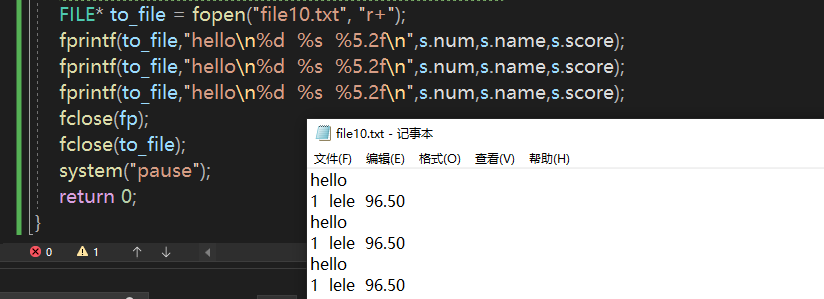 FILE* to_file = fopen("file10.txt", "r+");
fprintf(to_file,"hello\n%d  %s  %5.2f\n",s.num,s.name,s.score);
fprintf(to_file,"hello\n%d  %s  %5.2f\n",s.num,s.name,s.score);
fprintf(to_file,"hello\n%d  %s  %5.2f\n",s.num,s.name,s.score);
fclose(fp);
fclose(to_file);
system("pause");
return 0;
}
0 1
file10.txt - 记事本
文件(F) 编辑(E) 格式(O) 查看(V) 帮助(H)
hello
1  lele  96.50
hello
1  lele  96.50
hello
1  lele  96.50